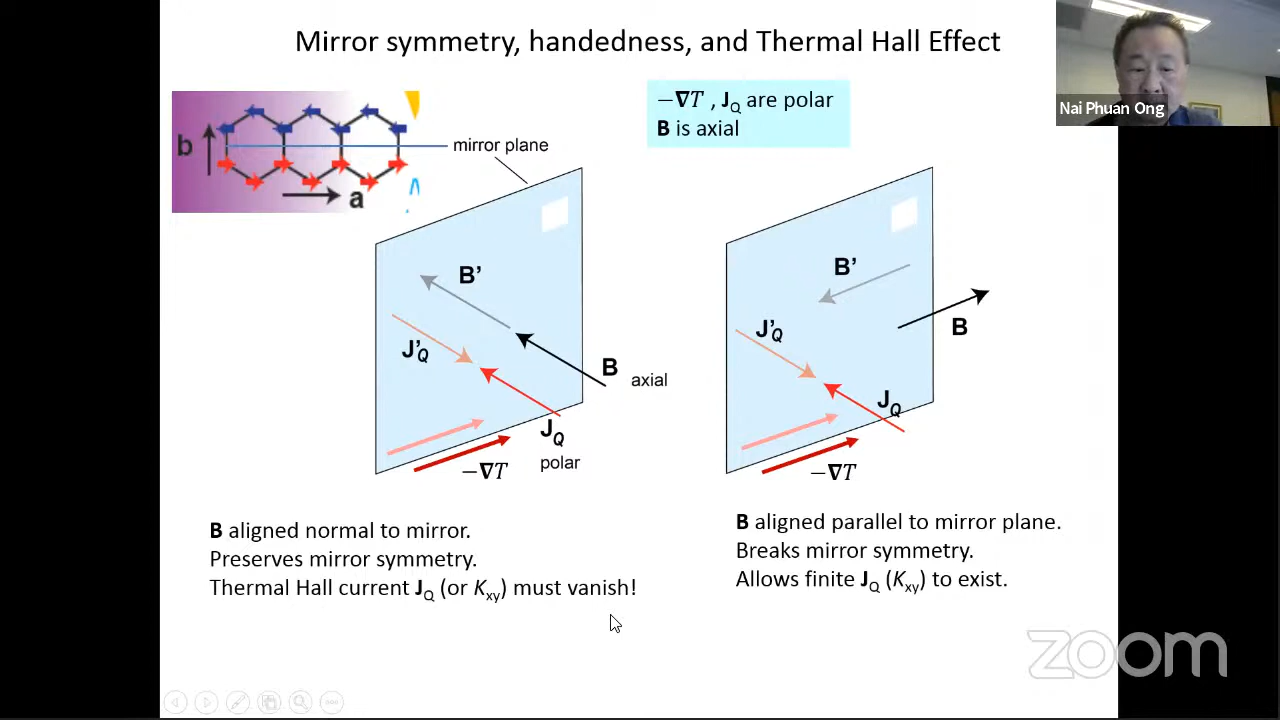 Mirror symmetry, handedness, and Thermal Hall Effect
Nai Phuan Ong
−∇T , J_Q are polar
B is axial
b
a
mirror plane
B'
J'_Q
B
axial
J_Q
polar
−∇T
B'
J'_Q
B
J_Q
−∇T
B aligned normal to mirror.
Preserves mirror symmetry.
Thermal Hall current J_Q (or K_xy) must vanish!
B aligned parallel to mirror plane.
Breaks mirror symmetry.
Allows finite J_Q (K_xy) to exist.
zoom